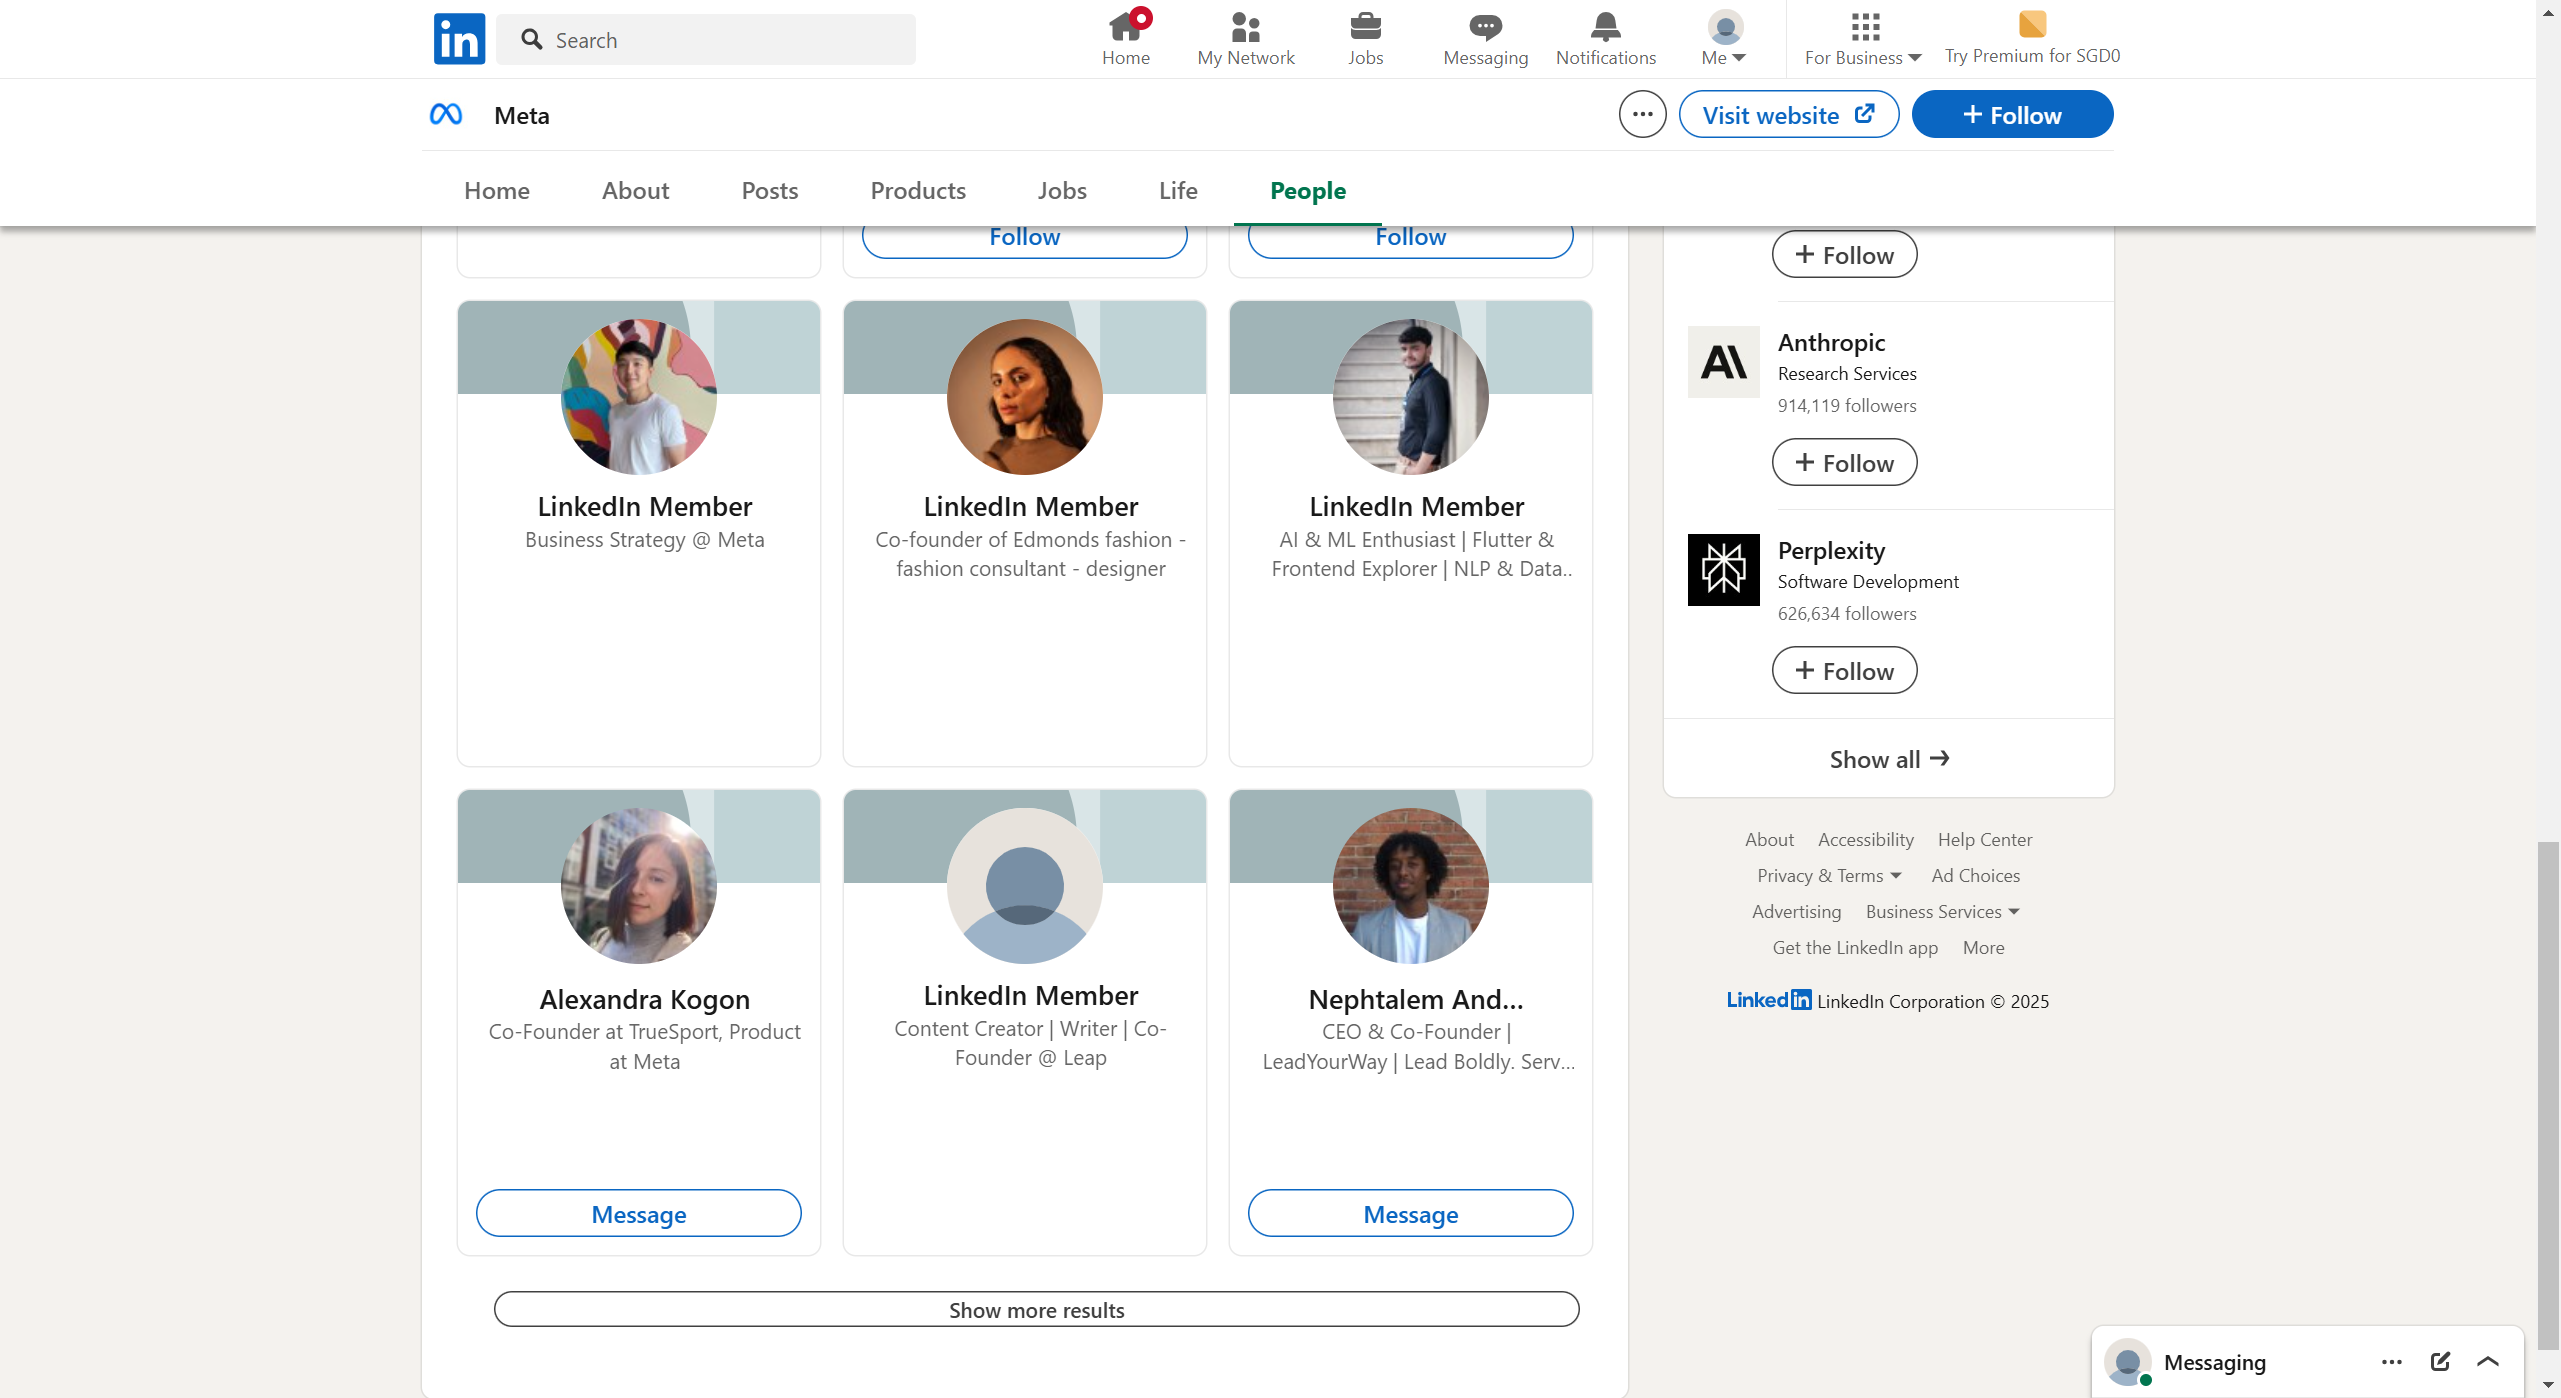 Search
Home
My Network
Jobs
Messaging
Notifications
Me
For Business
Try Premium for SGD0
Meta
Visit website
Follow
Home
About
Posts
Products
Jobs
Life
People
Follow
Follow
Follow
LinkedIn Member
Business Strategy @ Meta
LinkedIn Member
Co-founder of Edmonds fashion -
fashion consultant - designer
LinkedIn Member
AI & ML Enthusiast | Flutter &
Frontend Explorer | NLP & Data..
Anthropic
Research Services
914,119 followers
Follow
Perplexity
Software Development
626,634 followers
Follow
Show all
Alexandra Kogon
Co-Founder at TrueSport, Product
at Meta
Message
LinkedIn Member
Content Creator | Writer | Co-
Founder @ Leap
Nephtalem And...
CEO & Co-Founder |
LeadYourWay | Lead Boldly. Serv...
Message
About Accessibility Help Center
Privacy & Terms Ad Choices
Advertising Business Services
Get the LinkedIn app More
LinkedIn LinkedIn Corporation © 2025
Show more results
Messaging